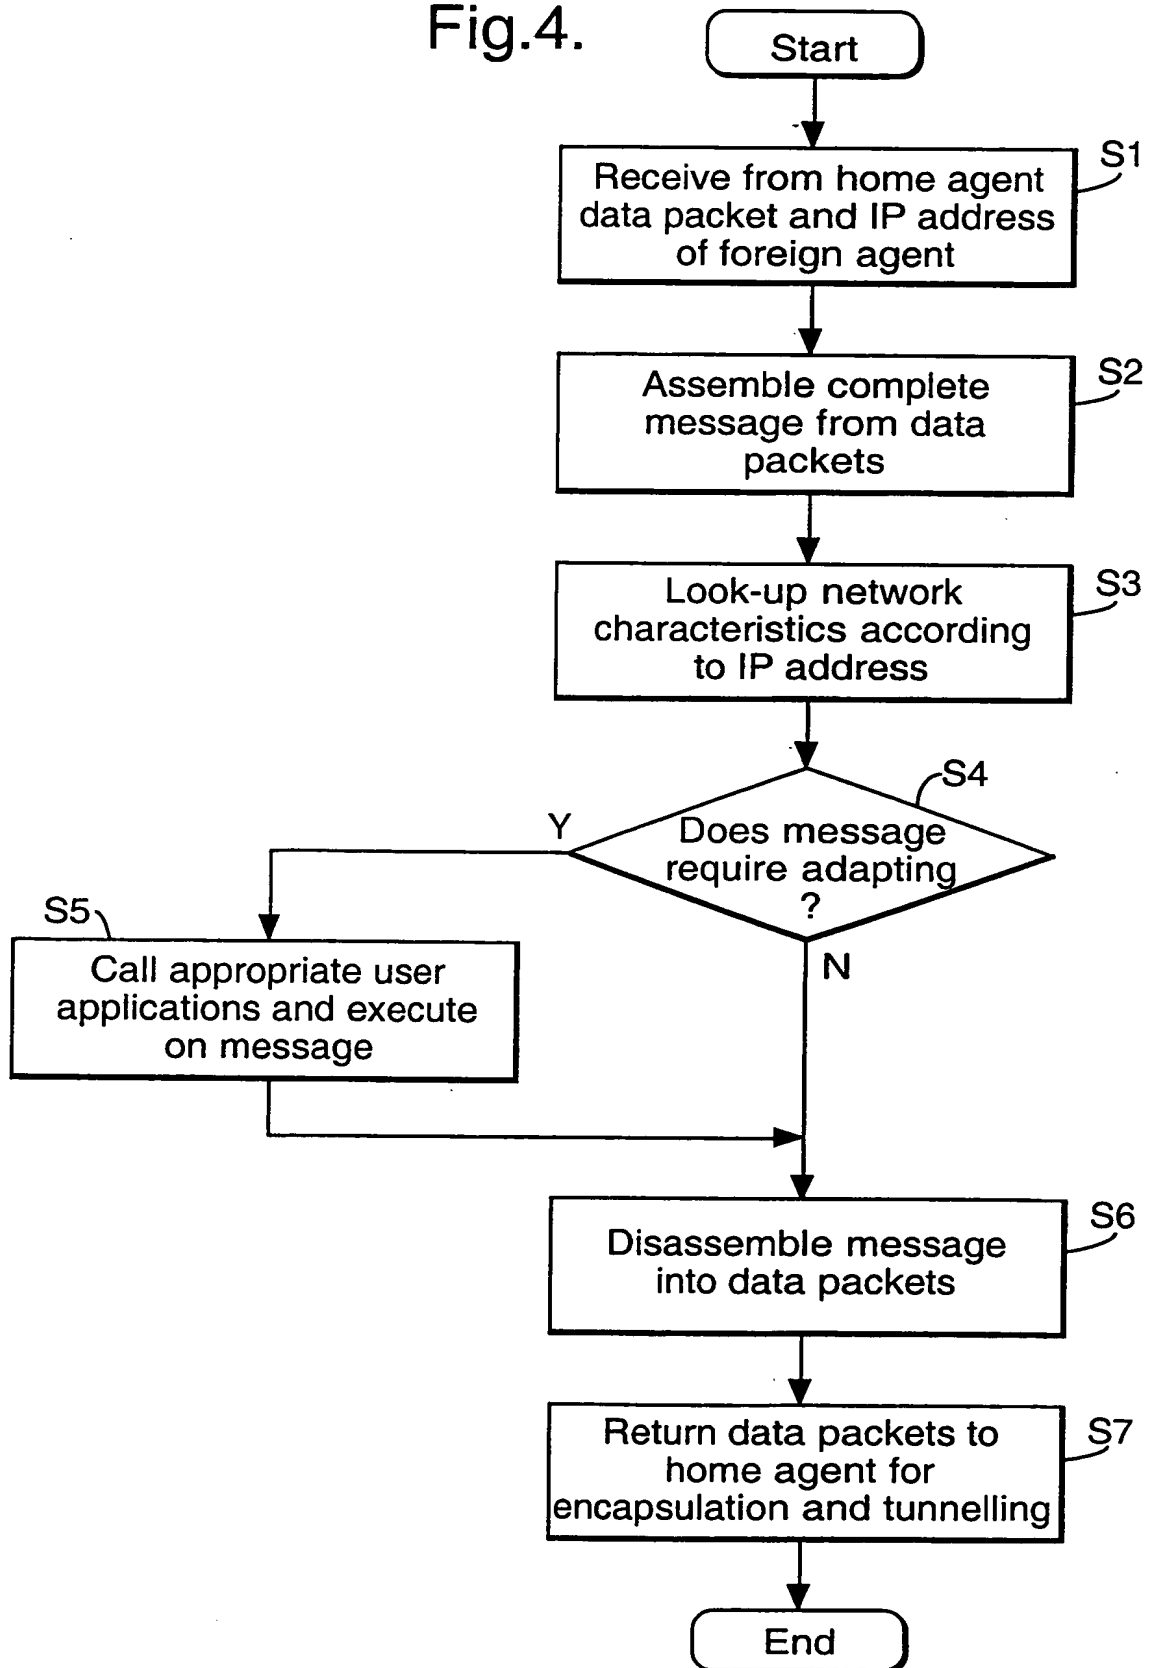 Fig.4.
Start
S1
Receive from home agent
data packet and IP address
of foreign agent
S2
Assemble complete
message from data
packets
S3
Look-up network
characteristics according
to IP address
S4
Does message
require adapting
?
Y
N
S5
Call appropriate user
applications and execute
on message
S6
Disassemble message
into data packets
S7
Return data packets to
home agent for
encapsulation and tunnelling
End